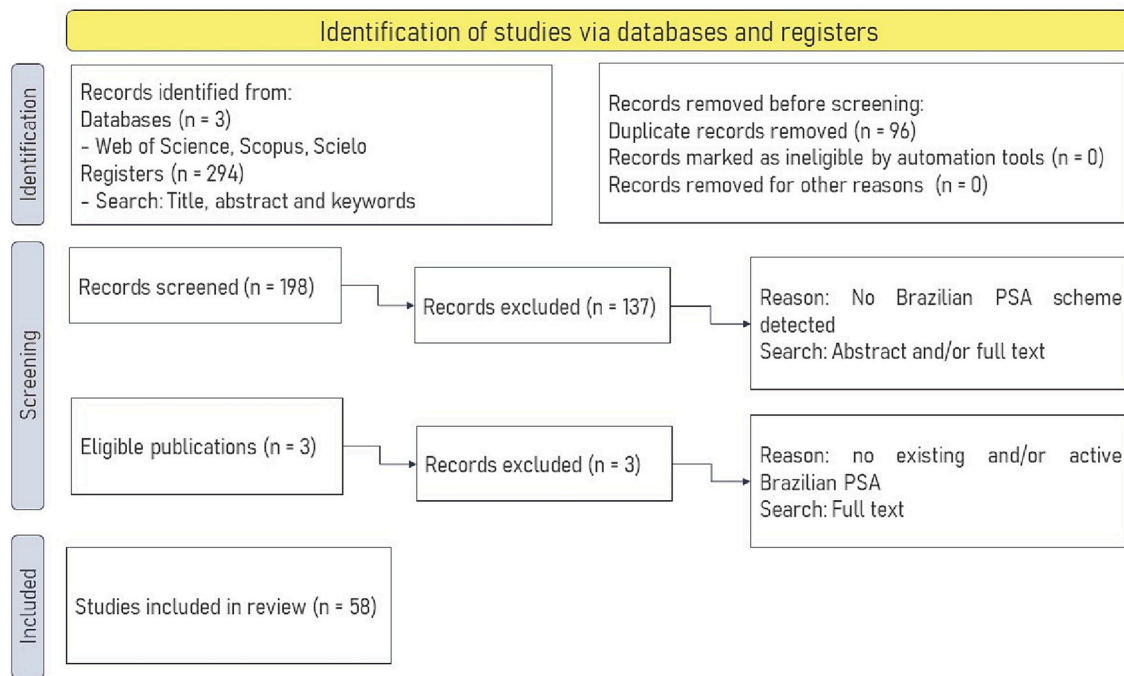 Identification of studies via databases and registers
Identification
Records identified from:
Databases (n = 3)
- Web of Science, Scopus, Scielo
Registers (n = 294)
- Search: Title, abstract and keywords
Records removed before screening:
Duplicate records removed (n = 96)
Records marked as ineligible by automation tools (n = 0)
Records removed for other reasons (n = 0)
Screening
Records screened (n = 198)
Records excluded (n = 137)
Reason: No Brazilian PSA scheme
detected
Search: Abstract and/or full text
Eligible publications (n = 3)
Records excluded (n = 3)
Reason: no existing and/or active
Brazilian PSA
Search: Full text
Included
Studies included in review (n = 58)